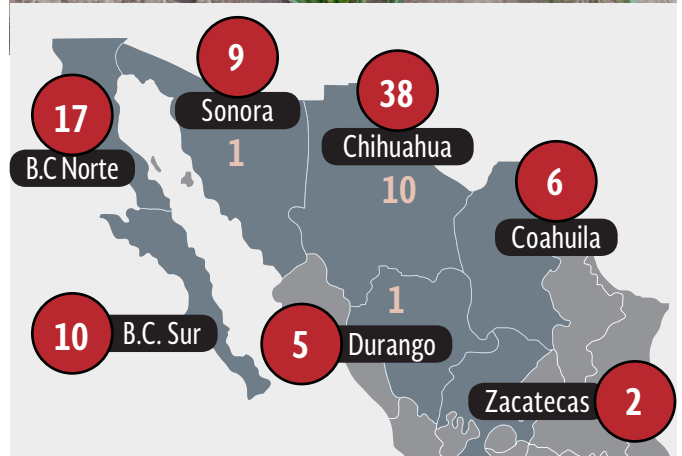 9
Sonora
1
38
Chihuahua
10
17
B.C Norte
6
Coahuila
10
B.C. Sur
5
Durango
1
Zacatecas
2